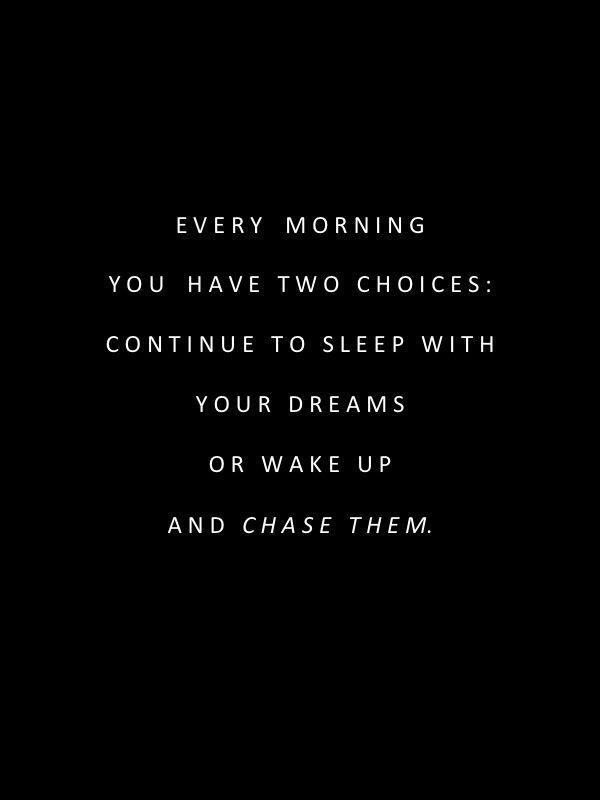 EVERY MORNING
YOU HAVE TWO CHOICES:
CONTINUE TO SLEEP WITH
YOUR DREAMS
OR WAKE UP
AND CHASE THEM.